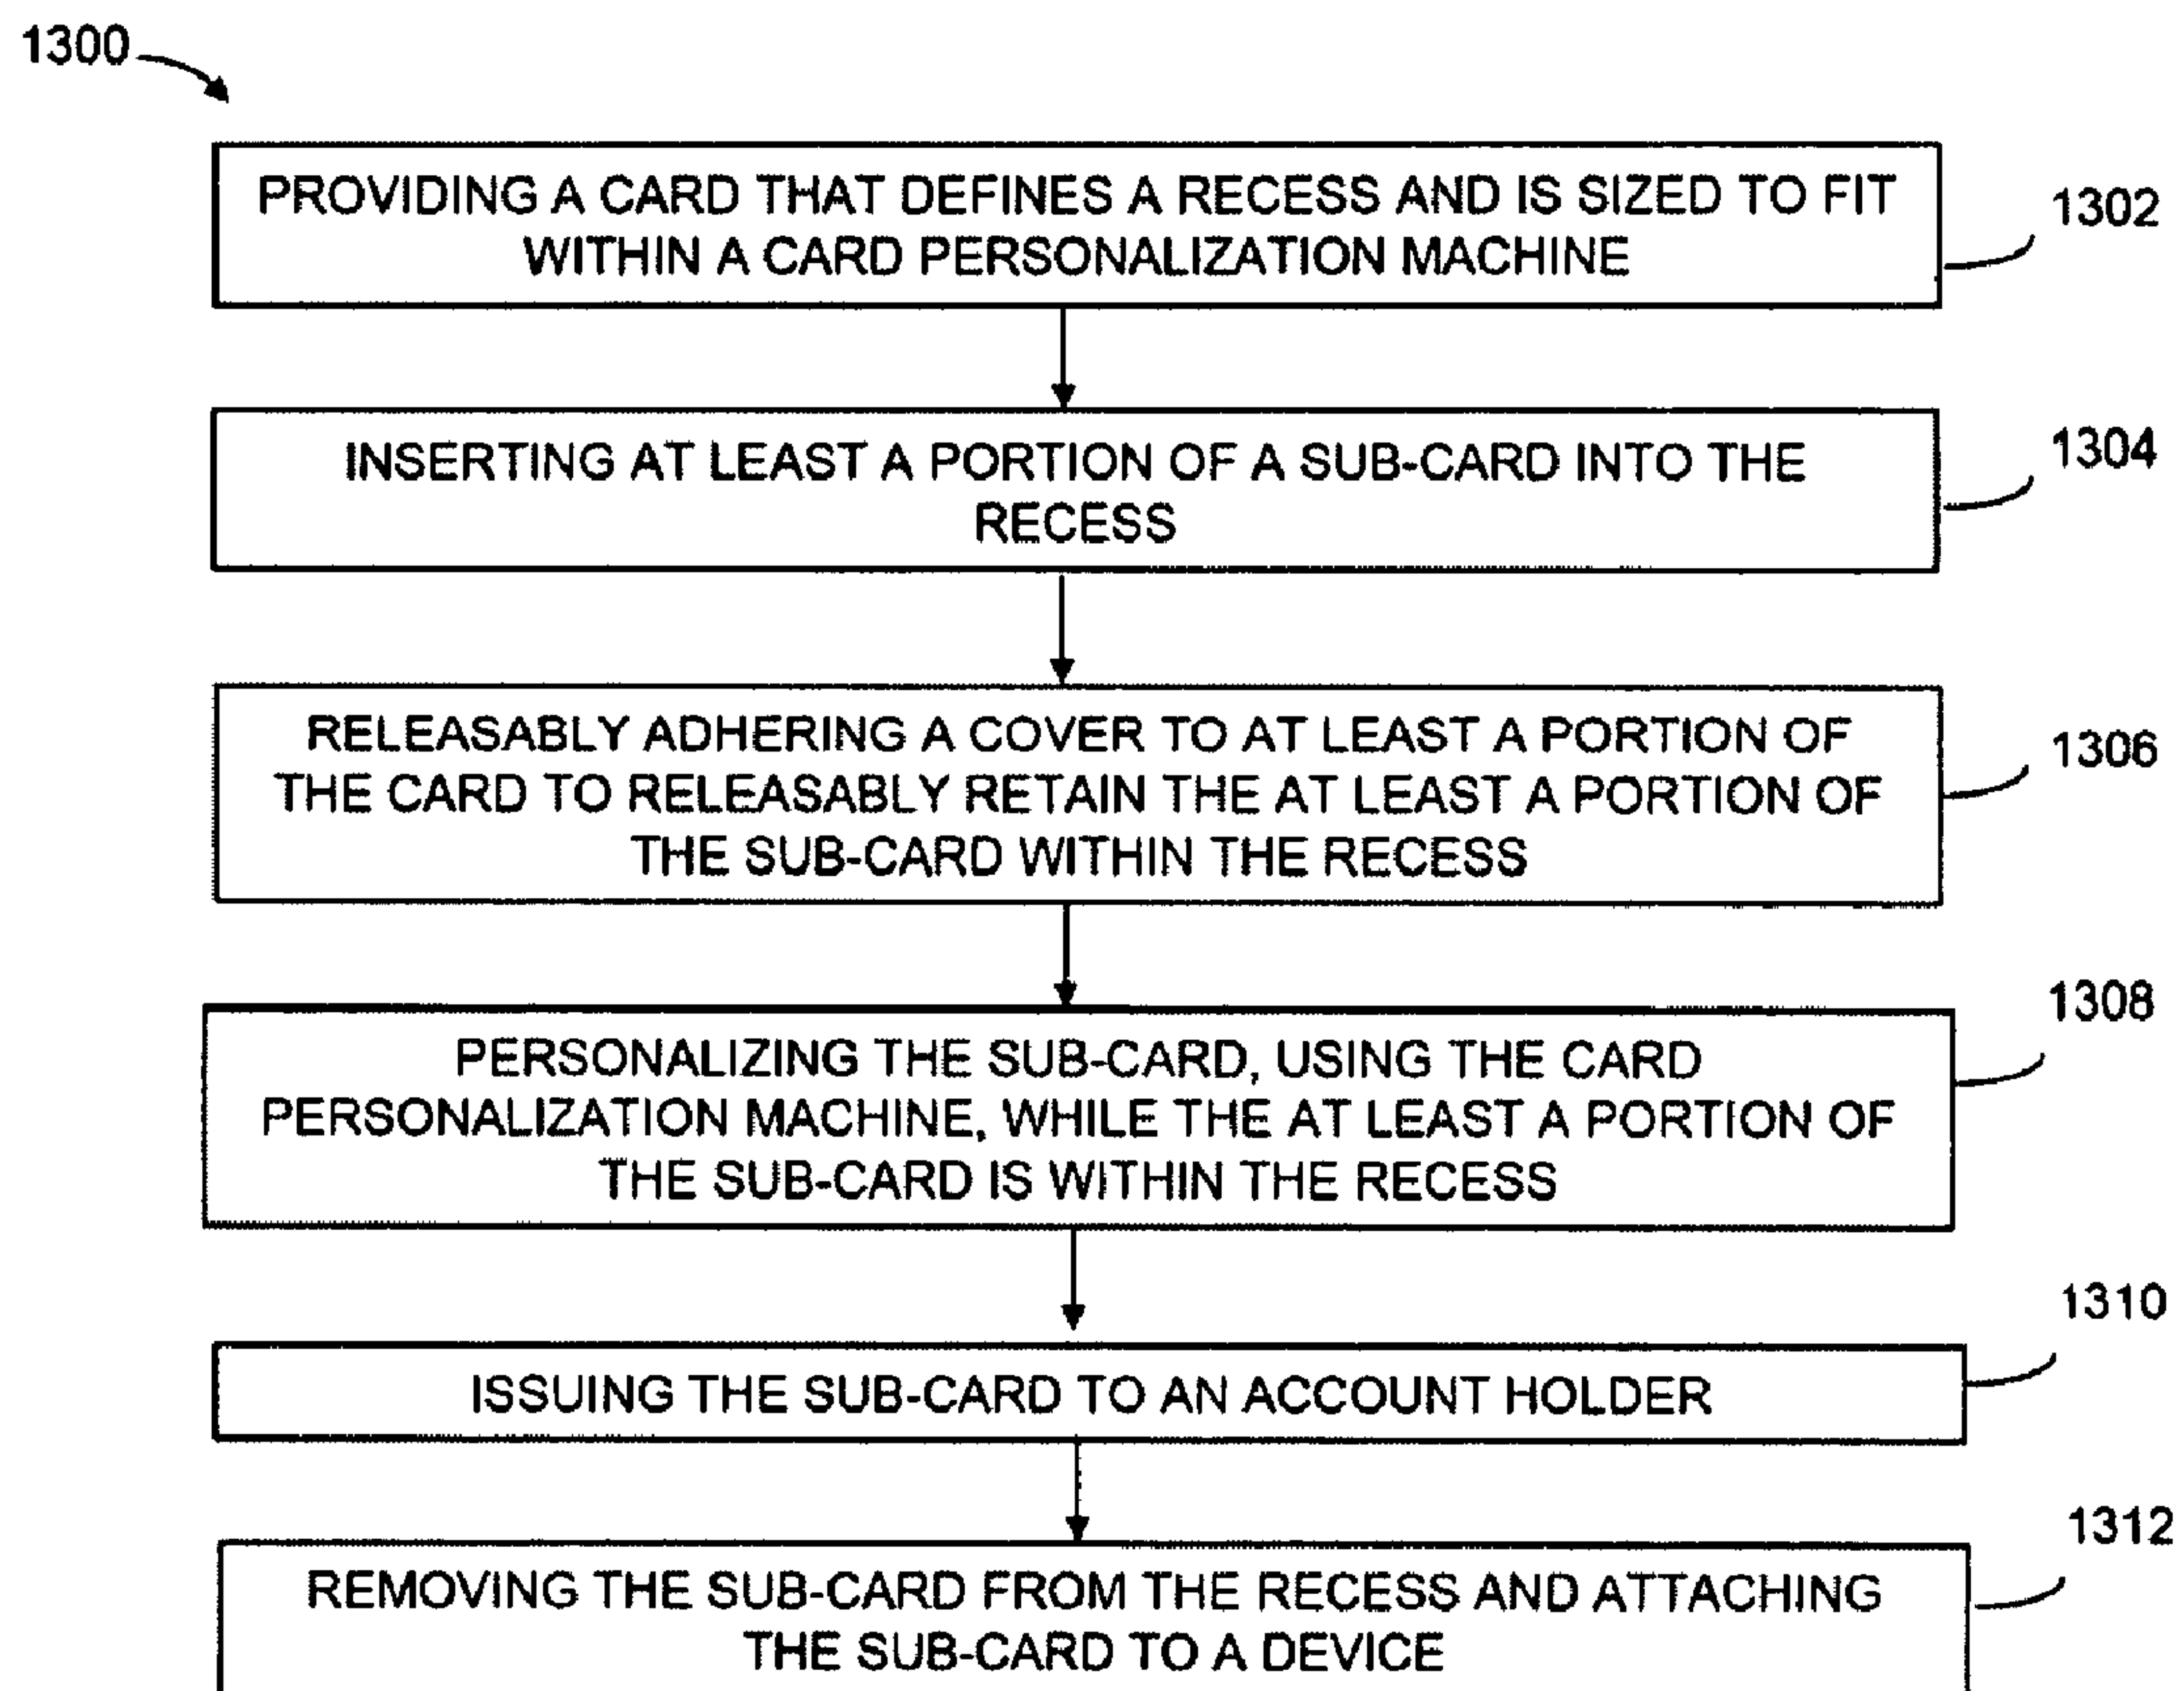 1300
PROVIDING A CARD THAT DEFINES A RECESS AND IS SIZED TO FIT
WITHIN A CARD PERSONALIZATION MACHINE
1302
INSERTING AT LEAST A PORTION OF A SUB-CARD INTO THE
RECESS
1304
RELEASABLY ADHERING A COVER TO AT LEAST A PORTION OF
THE CARD TO RELEASABLY RETAIN THE AT LEAST A PORTION OF
THE SUB-CARD WITHIN THE RECESS
1306
PERSONALIZING THE SUB-CARD, USING THE CARD
PERSONALIZATION MACHINE, WHILE THE AT LEAST A PORTION OF
THE SUB-CARD IS WITHIN THE RECESS
1308
ISSUING THE SUB-CARD TO AN ACCOUNT HOLDER
1310
REMOVING THE SUB-CARD FROM THE RECESS AND ATTACHING
THE SUB-CARD TO A DEVICE
1312